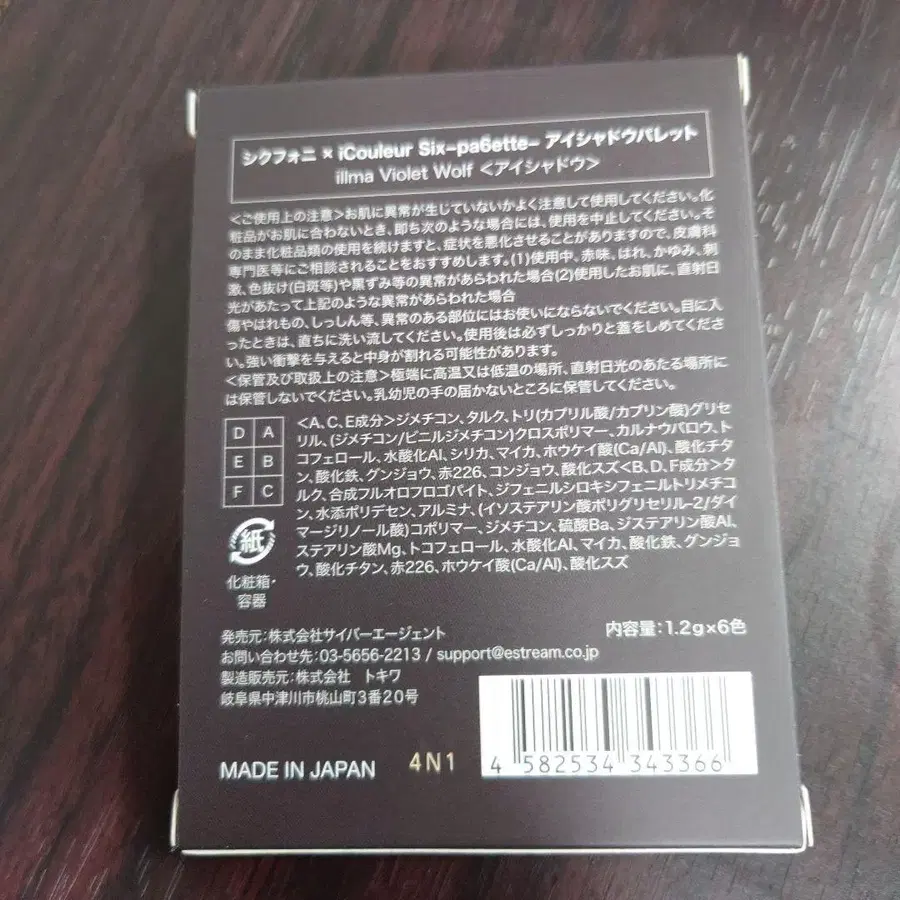 シクフォニ × iCouleur Six-pa6ette- アイシャドウパレット
illma Violet Wolf <アイシャドウ>
<ご使用上の注意>お肌に異常が生じていないかよく注意して使用してください。化
粧品がお肌に合わないとき、即ち次のような場合には、使用を中止してください。そ
のまま化粧品類の使用を続けますと、症状を悪化させることがありますので、皮膚科
専門医等にご相談されることをおすすめします。(1)使用中、赤味、はれ、かゆみ、刺
激、色抜け(白斑等)や黒ずみ等の異常があらわれた場合(2)使用したお肌に、直射日
光があたって上記のような異常があらわれた場合
傷やはれもの、しっしん等、異常のある部位にはお使いにならないでください。目に入
ったときは、直ちに洗い流してください。使用後は必ずしっかりと蓋をしめてくださ
い。強い衝撃を与えると中身が割れる可能性があります。
<保管及び取扱上の注意>極端に高温又は低温の場所、直射日光のあたる場所に
は保管しないでください。乳幼児の手の届かないところに保管してください。
D A
E B
F C
<A、C、E成分>ジメチコン、タルク、トリ(カプリル酸/カプリン酸)グリセ
リル、(ジメチコン/ビニルジメチコン)クロスポリマー、カルナウバロウ、ト
コフェロール、水酸化Al、シリカ、マイカ、ホウケイ酸(Ca/Al)、酸化チタ
ン、酸化鉄、グンジョウ、赤226、コンジョウ、酸化スズ<B、D、F成分>タ
ルク、合成フルオロフロゴパイト、ジフェニルシロキシフェニルトリメチコ
ン、水添ポリデセン、アルミナ、(イソステアリン酸ポリグリセリル-2/ダイ
マージリノール酸)コポリマー、ジメチコン、硫酸Ba、ジステアリン酸Al、
ステアリン酸Mg、トコフェロール、水酸化Al、マイカ、酸化鉄、グンジョ
ウ、酸化チタン、赤226、ホウケイ酸(Ca/Al)、酸化スズ
紙
化粧箱・
容器
発売元:株式会社サイバーエージェント
内容量:1.2g×6色
お問い合わせ先:03-5656-2213 / support@estream.co.jp
製造販売元:株式会社 トキワ
岐阜県中津川市桃山町3番20号
MADE IN JAPAN 4N1
4 582534 343366